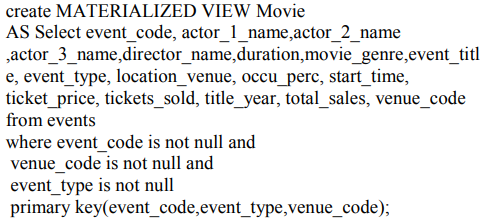 create MATERIALIZED VIEW Movie
AS Select event_code, actor_1_name,actor_2_name
,actor_3_name,director_name,duration,movie_genre,event_titl
e, event_type, location_venue, occu_perc, start_time,
ticket_price, tickets_sold, title_year, total_sales, venue_code
from events
where event_code is not null and
venue_code is not null and
event_type is not null
primary key(event_code,event_type,venue_code);